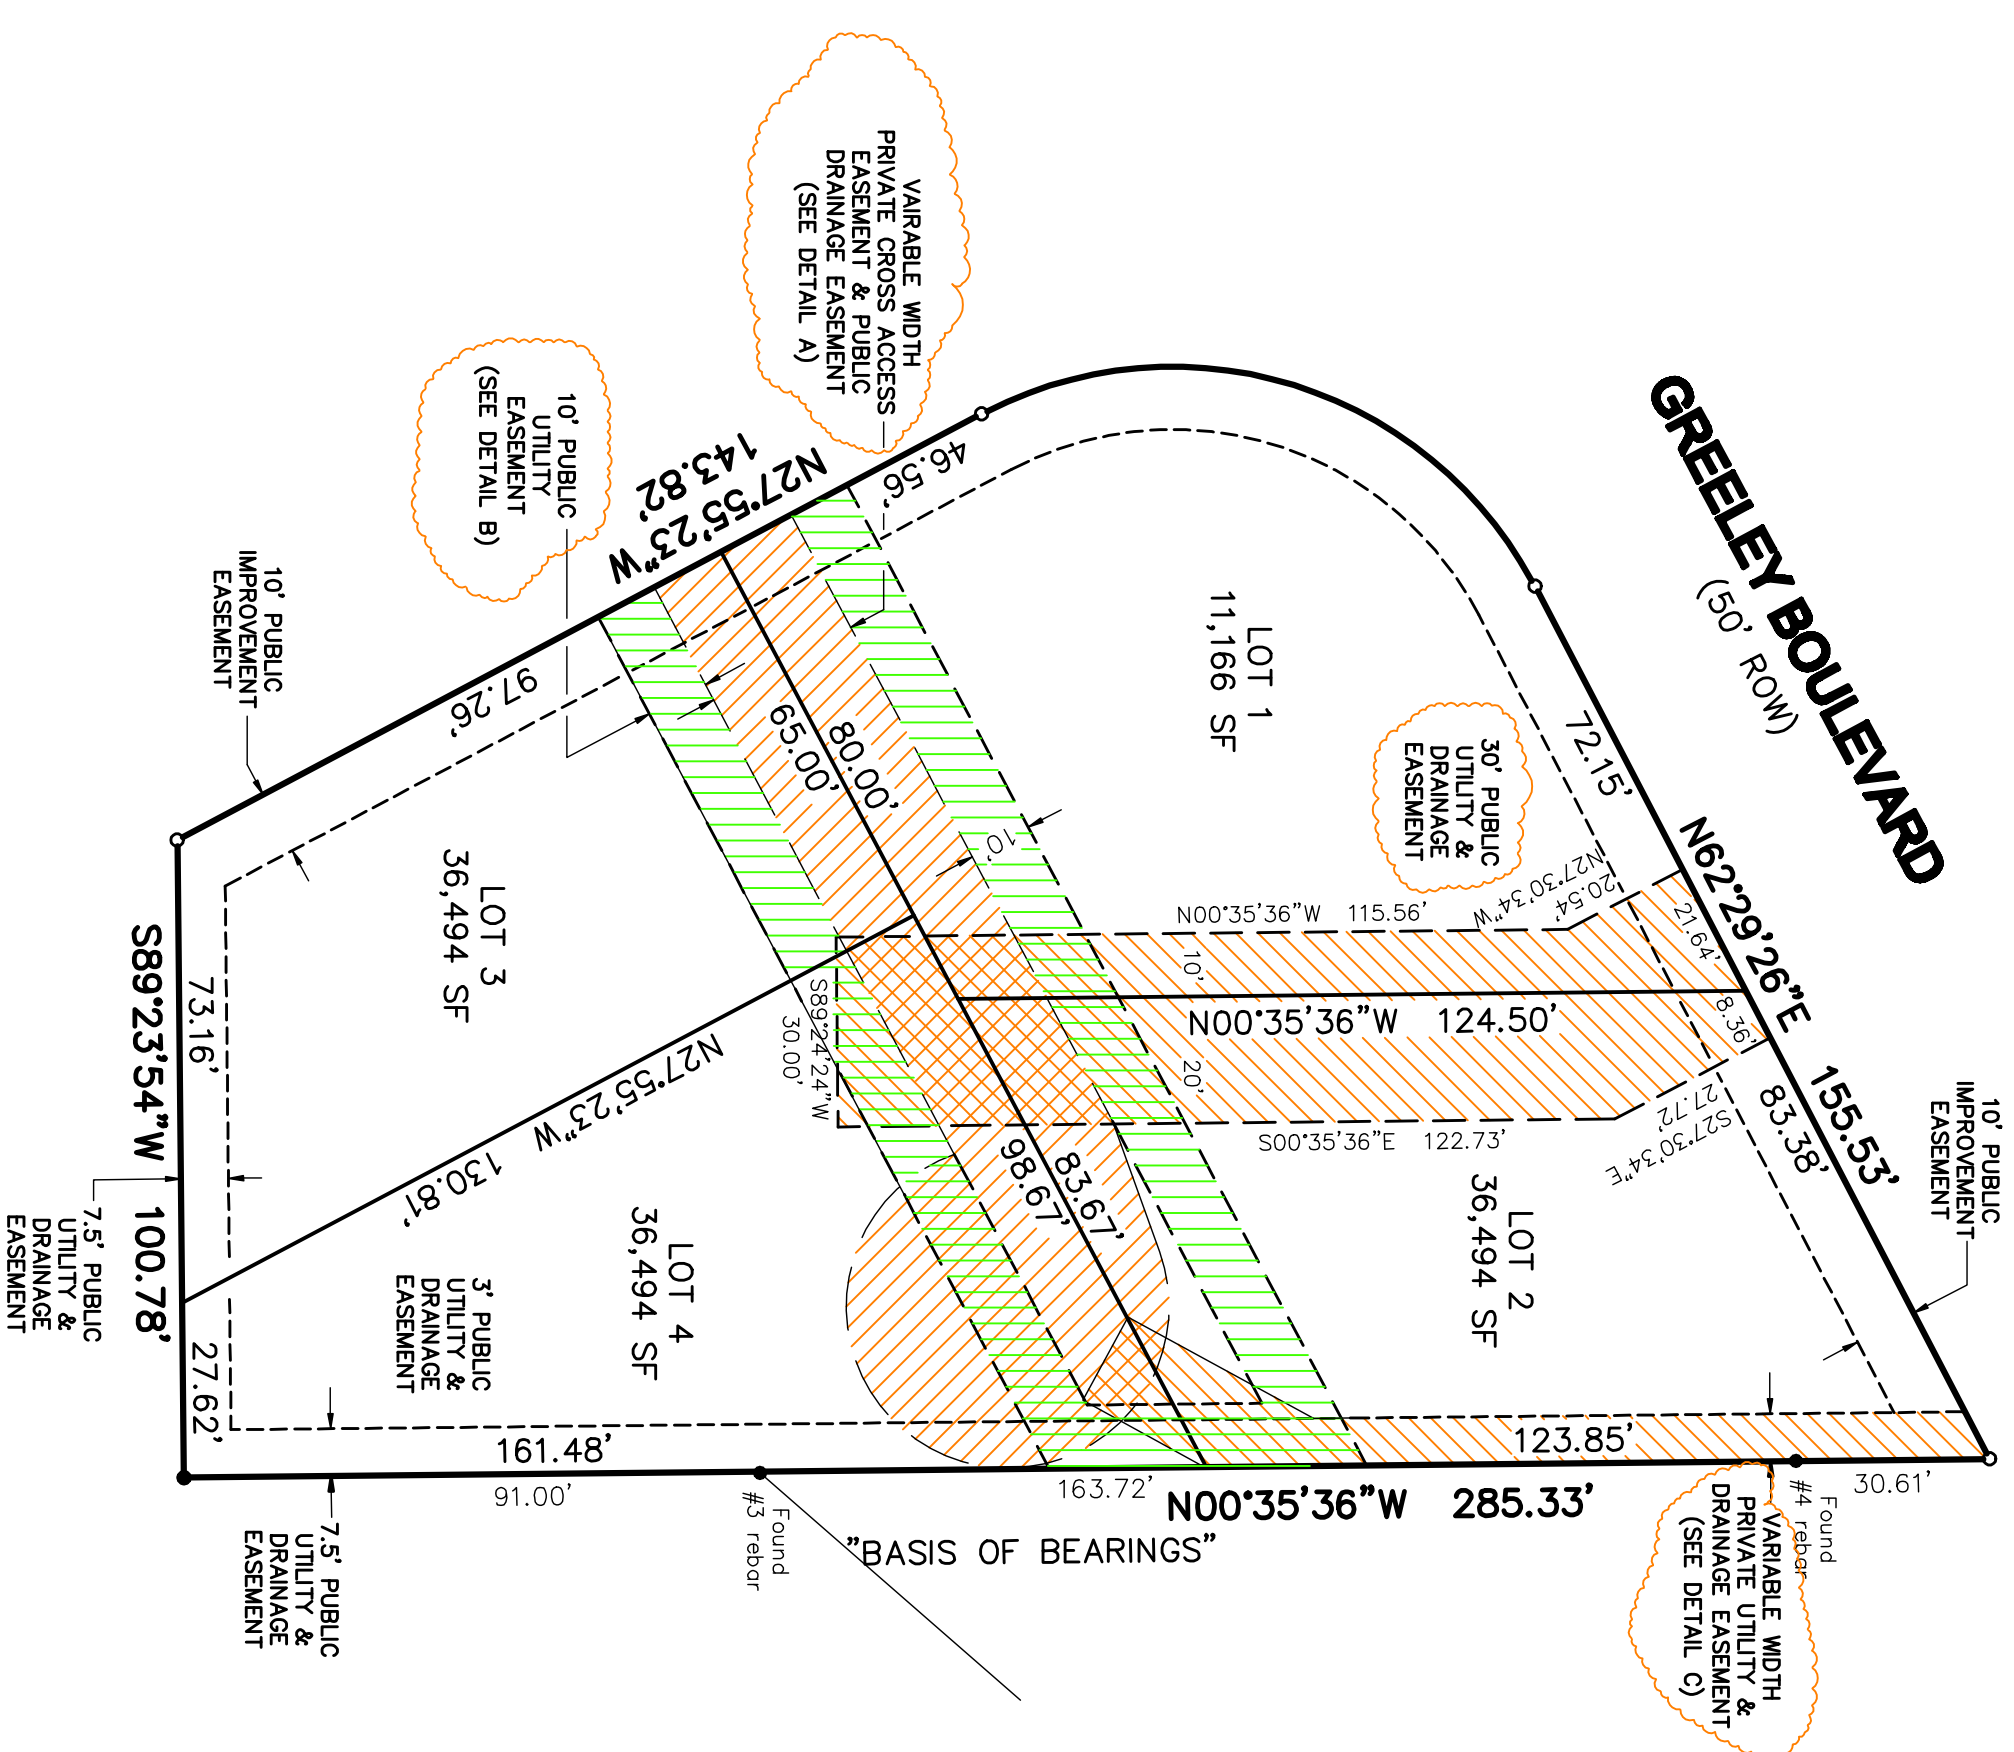 GREELEY BOULEVARD
(50' ROW)
N62°29'26"E 155.53'
72.15'
21.64'
8.36'
83.38'
10' PUBLIC
IMPROVEMENT
EASEMENT
VAIRABLE WIDTH
PRIVATE CROSS ACCESS
EASEMENT & PUBLIC
DRAINAGE EASEMENT
(SEE DETAIL A)
10' PUBLIC
UTILITY
EASEMENT
(SEE DETAIL B)
46.56'
N27°55'23"W
143.82'
97.26'
10' PUBLIC
IMPROVEMENT
EASEMENT
LOT 1
11,166 SF
30' PUBLIC
UTILITY &
DRAINAGE
EASEMENT
N27°30'34"W
20.54'
N00°35'36"W 115.56'
10'
N00°35'36"W 124.50'
20'
S00°35'36"E 122.73'
S27°30'34"E
27.72'
80.00'
65.00'
10'
83.67'
98.67'
S89°24'24"W
30.00'
LOT 2
36,494 SF
LOT 3
36,494 SF
LOT 4
36,494 SF
N27°55'23"W 130.81'
3' PUBLIC
UTILITY &
DRAINAGE
EASEMENT
73.16'
27.62'
S89°23'54"W 100.78'
7.5' PUBLIC
UTILITY &
DRAINAGE
EASEMENT
7.5' PUBLIC
UTILITY &
DRAINAGE
EASEMENT
161.48'
123.85'
91.00'
163.72'
30.61'
N00°35'36"W 285.33'
"BASIS OF BEARINGS"
Found
#3 rebar
Found
#4 rebar
VARIABLE WIDTH
PRIVATE UTILITY &
DRAINAGE EASEMENT
(SEE DETAIL C)